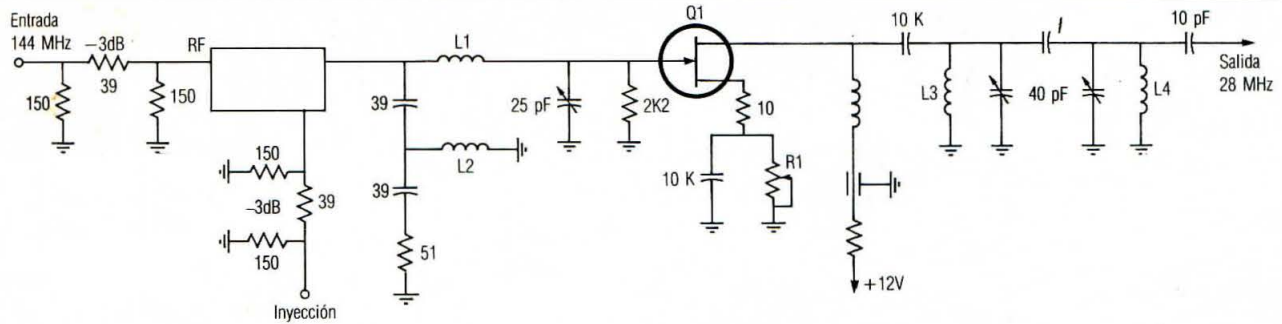 Entrada
144 MHz
−3dB
39
150
150
RF
150
−3dB
39
150
Inyección
39
L2
39
51
L1
25 pF
2K2
Q1
10
10 K
R1
+12V
10 K
L3
1
40 pF
L4
10 pF
Salida
28 MHz